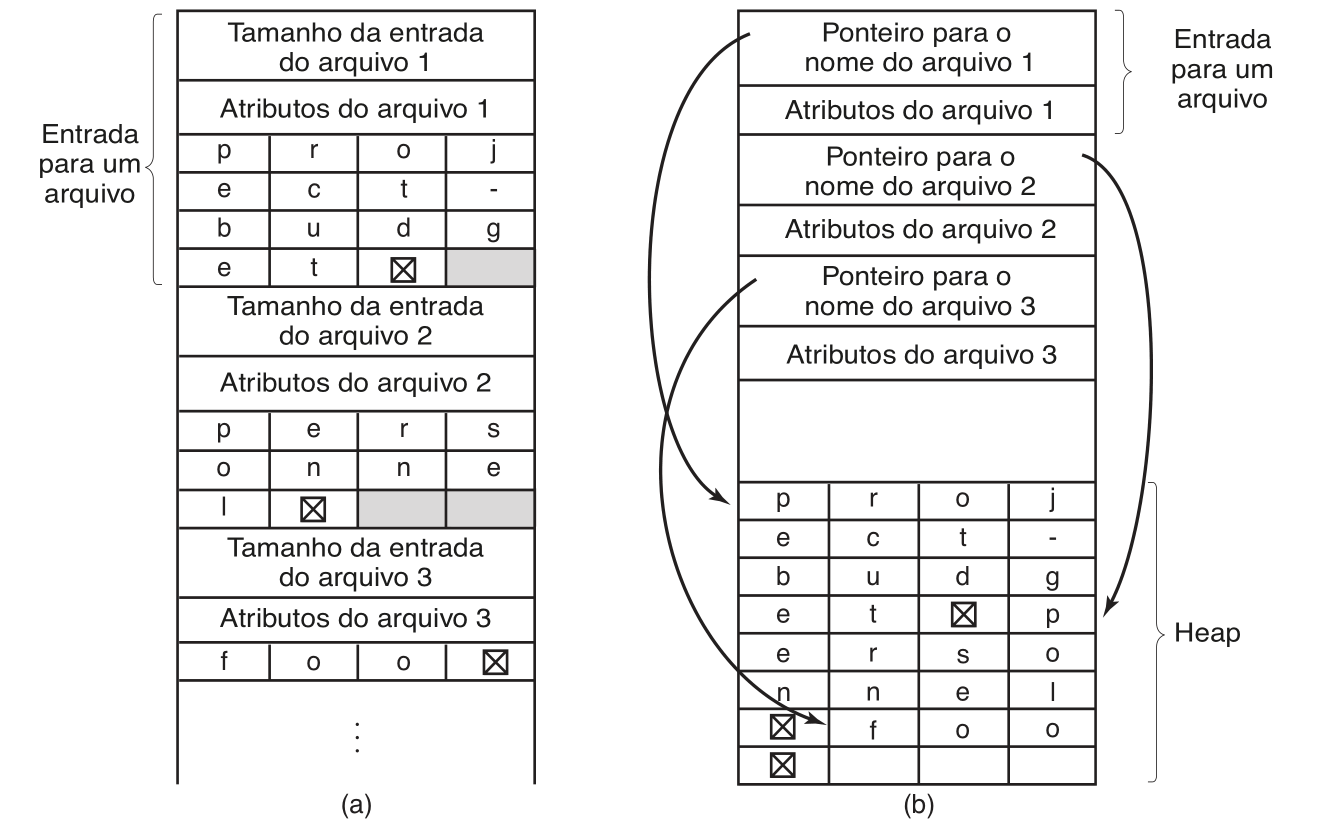 Entrada
para um
arquivo
Tamanho da entrada
do arquivo 1
Atributos do arquivo 1
p r o j
e c t -
b u d g
e t ☒
Tamanho da entrada
do arquivo 2
Atributos do arquivo 2
p e r s
o n n e
l ☒
Tamanho da entrada
do arquivo 3
Atributos do arquivo 3
f o o ☒
⋮
(a)
Ponteiro para o
nome do arquivo 1
Atributos do arquivo 1
Ponteiro para o
nome do arquivo 2
Atributos do arquivo 2
Ponteiro para o
nome do arquivo 3
Atributos do arquivo 3
p r o j
e c t -
b u d g
e t ☒ p
e r s o
n n e l
☒ f o o
☒
(b)
Entrada
para um
arquivo
Heap